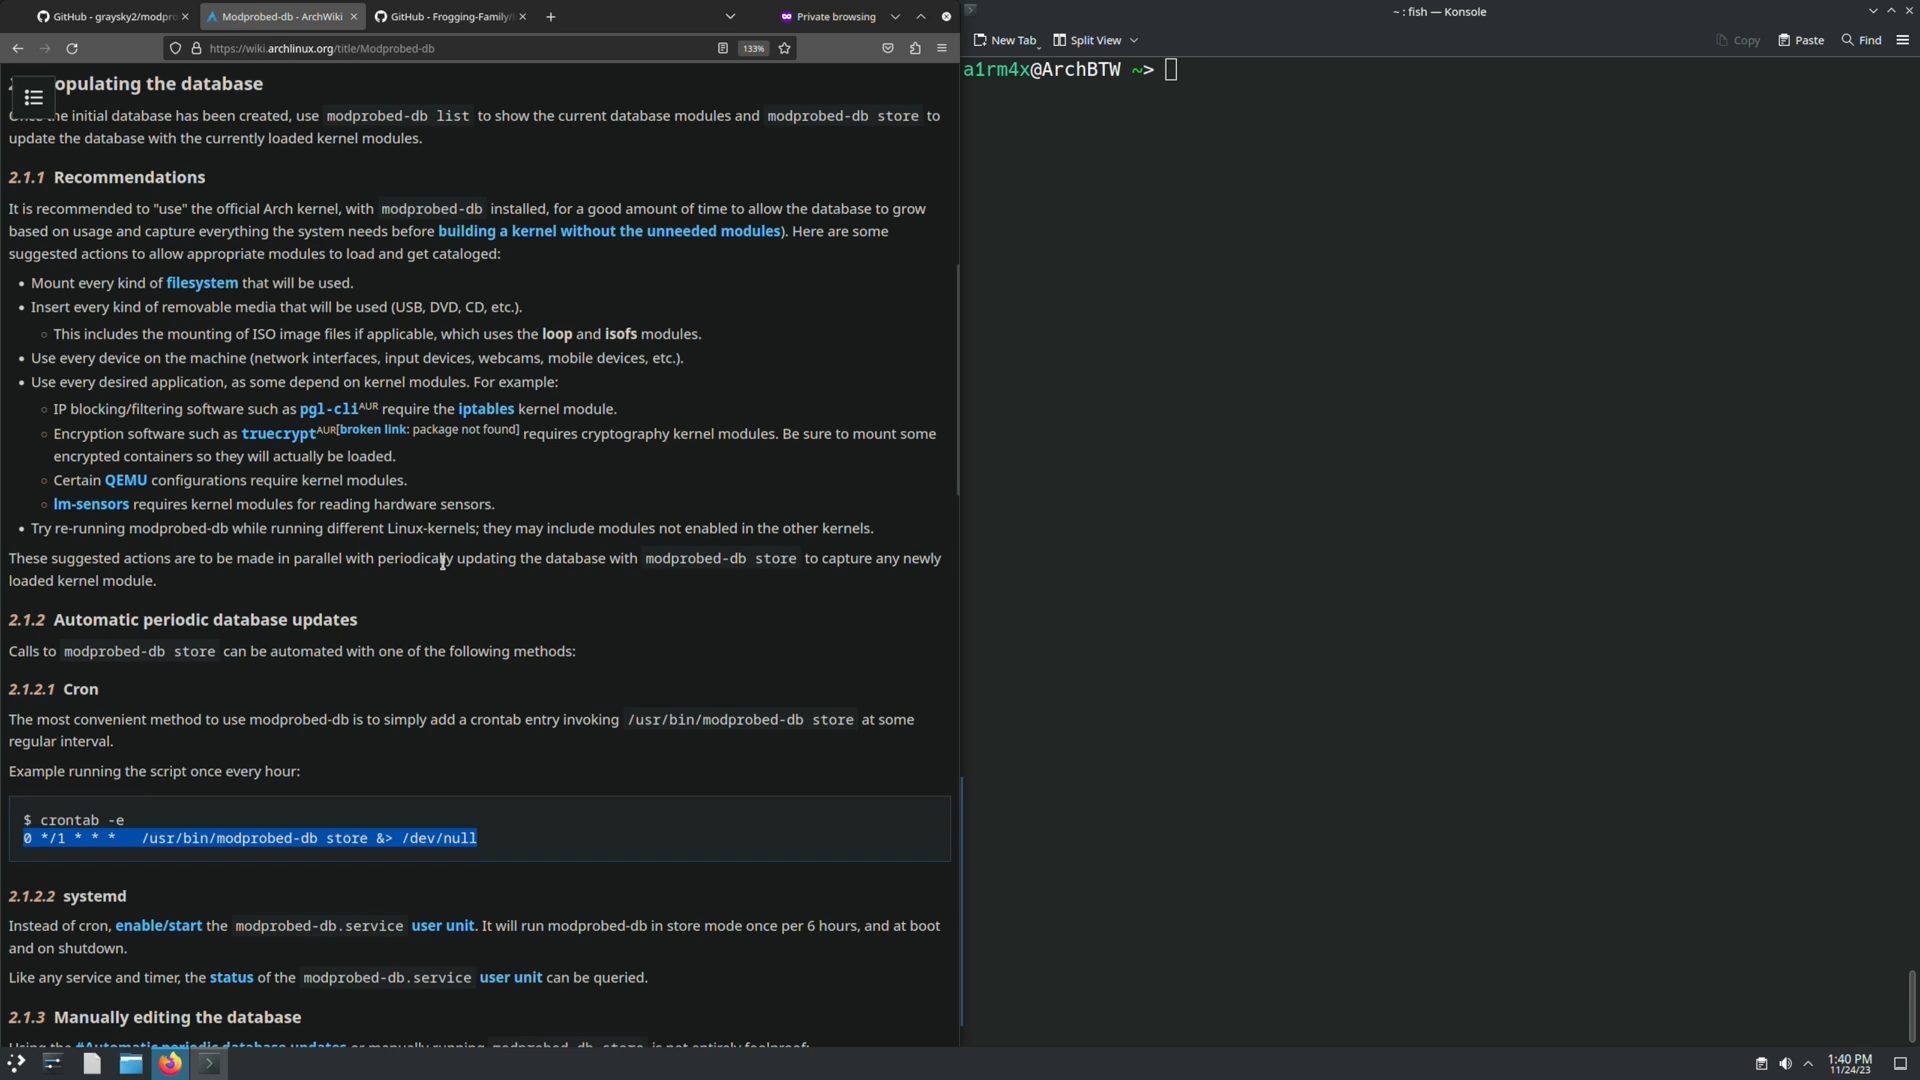 GitHub - graysky2/modpro
Modprobed-db - ArchWiki
GitHub - Frogging-Family/l
Private browsing
https://wiki.archlinux.org/title/Modprobed-db
133%
opulating the database
the initial database has been created, use modprobed-db list to show the current database modules and modprobed-db store to
update the database with the currently loaded kernel modules.
2.1.1 Recommendations
It is recommended to "use" the official Arch kernel, with modprobed-db installed, for a good amount of time to allow the database to grow
based on usage and capture everything the system needs before building a kernel without the unneeded modules). Here are some
suggested actions to allow appropriate modules to load and get cataloged:
• Mount every kind of filesystem that will be used.
• Insert every kind of removable media that will be used (USB, DVD, CD, etc.).
◦ This includes the mounting of ISO image files if applicable, which uses the loop and isofs modules.
• Use every device on the machine (network interfaces, input devices, webcams, mobile devices, etc.).
• Use every desired application, as some depend on kernel modules. For example:
◦ IP blocking/filtering software such as pgl-cliAUR require the iptables kernel module.
◦ Encryption software such as truecryptAUR[broken link: package not found] requires cryptography kernel modules. Be sure to mount some
encrypted containers so they will actually be loaded.
◦ Certain QEMU configurations require kernel modules.
◦ lm-sensors requires kernel modules for reading hardware sensors.
• Try re-running modprobed-db while running different Linux-kernels; they may include modules not enabled in the other kernels.
These suggested actions are to be made in parallel with periodically updating the database with modprobed-db store to capture any newly
loaded kernel module.
2.1.2 Automatic periodic database updates
Calls to modprobed-db store can be automated with one of the following methods:
2.1.2.1 Cron
The most convenient method to use modprobed-db is to simply add a crontab entry invoking /usr/bin/modprobed-db store at some
regular interval.
Example running the script once every hour:
$ crontab -e
0 */1 * * *   /usr/bin/modprobed-db store &> /dev/null
2.1.2.2 systemd
Instead of cron, enable/start the modprobed-db.service user unit. It will run modprobed-db in store mode once per 6 hours, and at boot
and on shutdown.
Like any service and timer, the status of the modprobed-db.service user unit can be queried.
2.1.3 Manually editing the database
Using the #Automatic periodic database updates or manually running modprobed-db store is not entirely foolproof:
~ : fish — Konsole
New Tab
Split View
Copy
Paste
Find
a1rm4x@ArchBTW ~>
1:40 PM
11/24/23